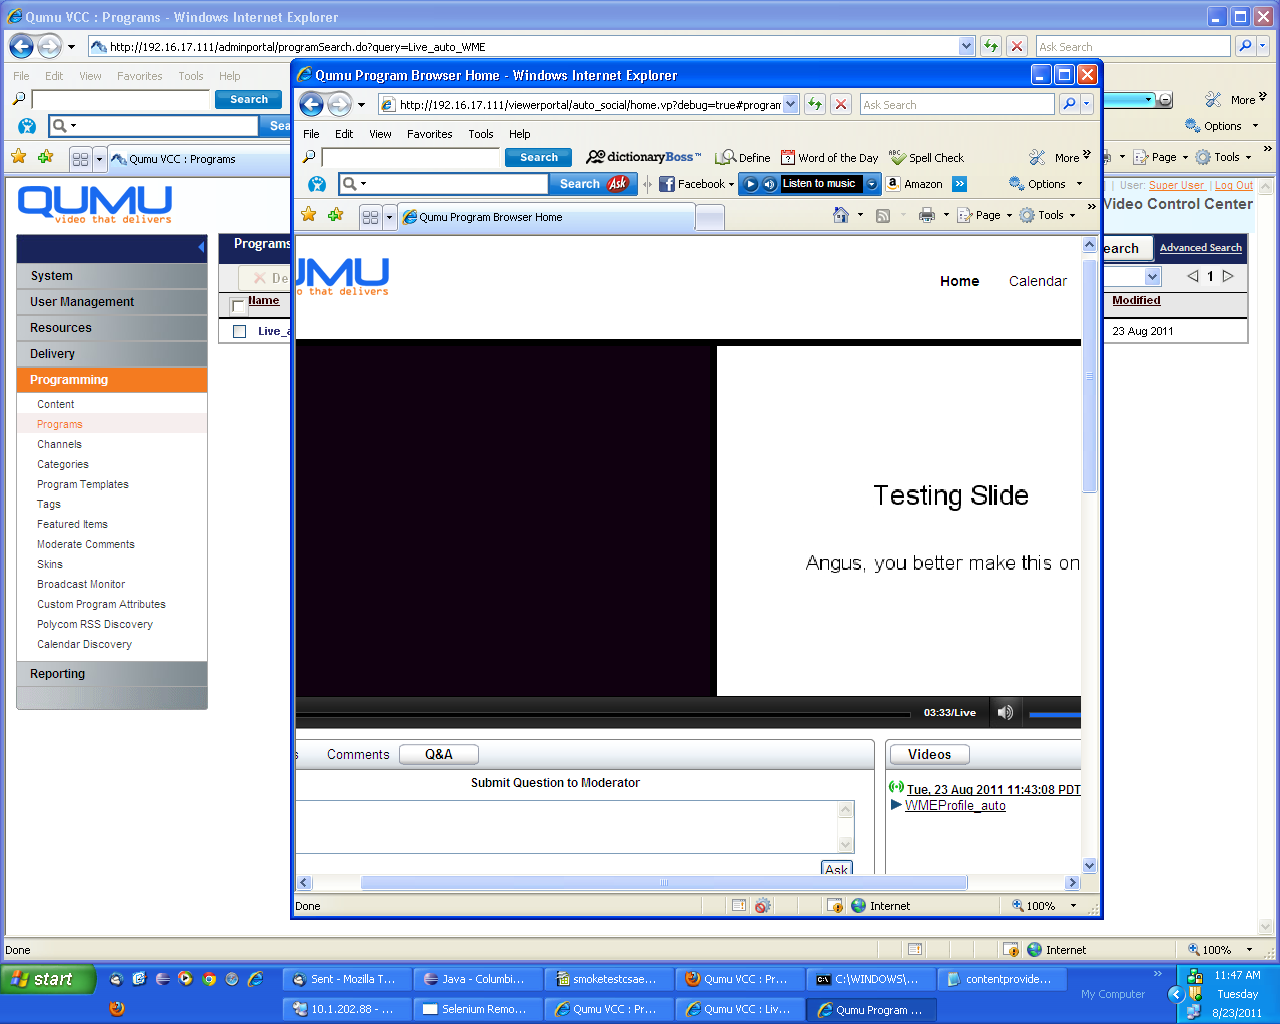 Qumu VCC : Programs - Windows Internet Explorer
http://192.16.17.111/adminportal/programSearch.do?query=Live_auto_WME
Ask Search
File Edit View Favorites Tools Help
Search
More
Sea
Options
Qumu VCC : Programs
Page Tools
QUMU
video that delivers
| User: Super User | Log Out
Video Control Center
System
User Management
Resources
Delivery
Programming
Content
Programs
Channels
Categories
Program Templates
Tags
Featured Items
Moderate Comments
Skins
Broadcast Monitor
Custom Program Attributes
Polycom RSS Discovery
Calendar Discovery
Reporting
Programs
earch Advanced Search
De
1
Name
Modified
Live_a
23 Aug 2011
Qumu Program Browser Home - Windows Internet Explorer
http://192.16.17.111/viewerportal/auto_social/home.vp?debug=true#program
Ask Search
File Edit View Favorites Tools Help
Search dictionaryBoss™ Define Word of the Day Spell Check More
Search Ask Facebook Listen to music Amazon Options
Qumu Program Browser Home
Page Tools
UMU
o that delivers
Home Calendar
Testing Slide
Angus, you better make this on
03:33/Live
s Comments Q&A
Submit Question to Moderator
Ask
Videos
Tue, 23 Aug 2011 11:43:08 PDT
WMEProfile_auto
Done
Internet
100%
Done
Internet
100%
start
Sent - Mozilla T...
Java - Columbi...
smoketestcsae...
Qumu VCC : Pr...
C:\WINDOWS\...
contentprovide...
10.1.202.88 - ...
Selenium Remo...
Qumu VCC : Pr...
Qumu VCC : Liv...
Qumu Program ...
My Computer
11:47 AM
Tuesday
8/23/2011